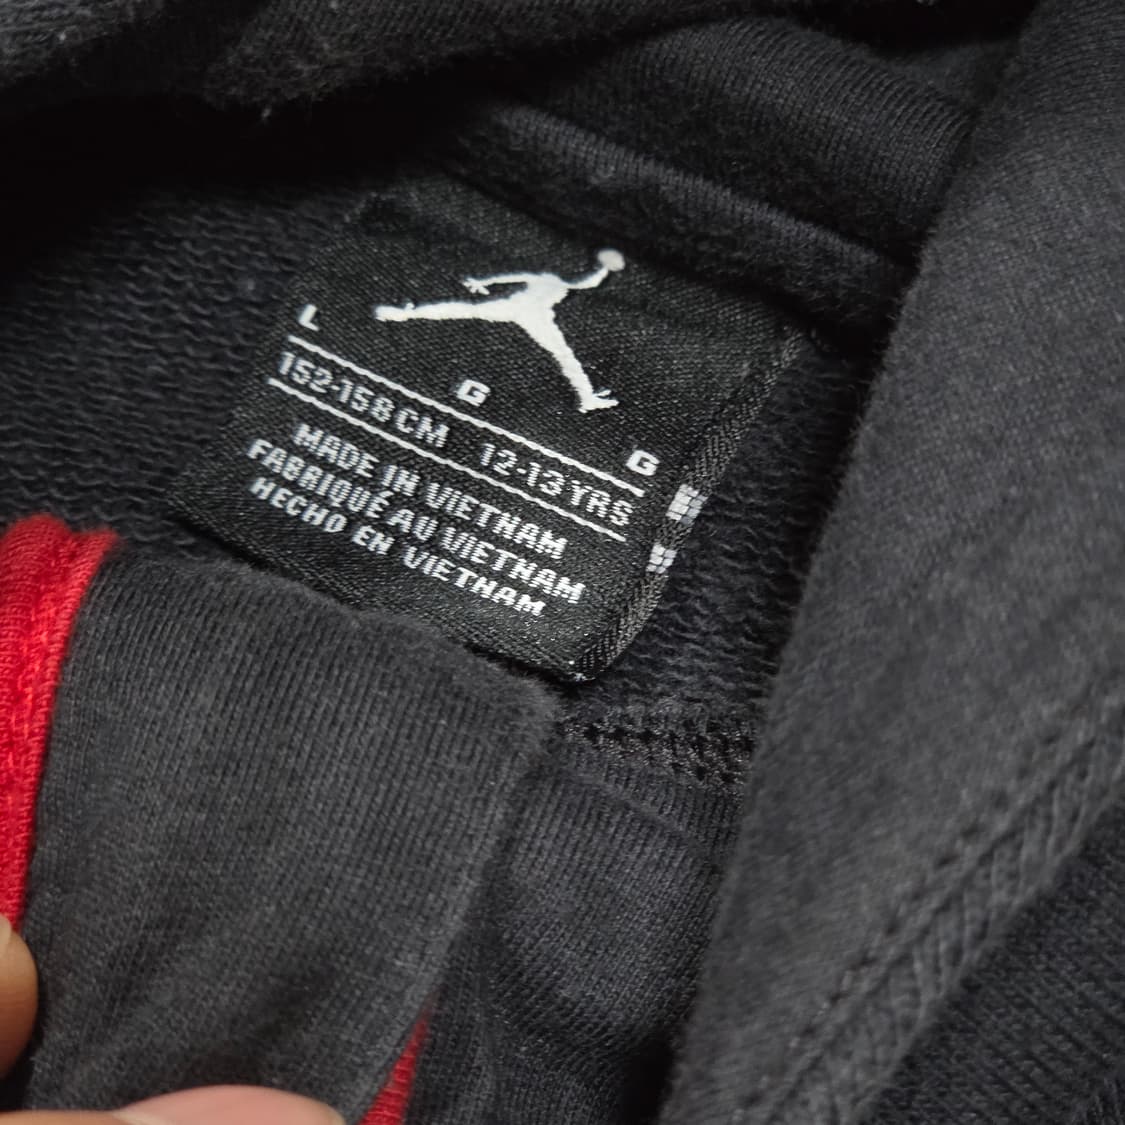 L G G
152-158 CM 12-13 YRS
MADE IN VIETNAM
FABRIQUÉ AU VIETNAM
HECHO EN VIETNAM